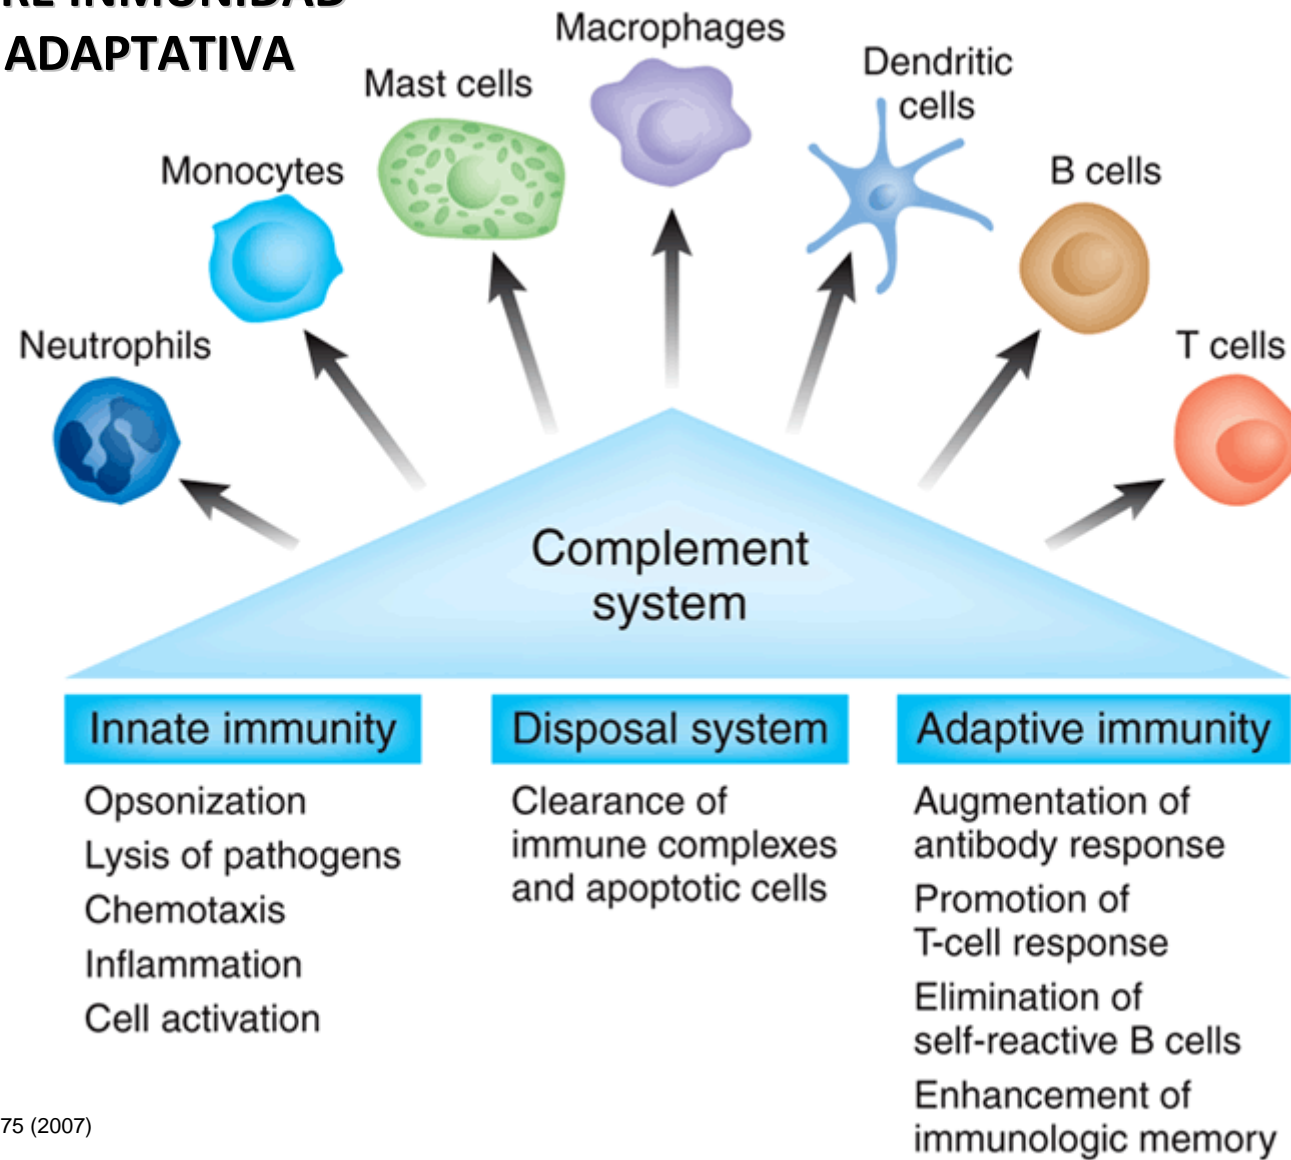 INMUNIDAD
ADAPTATIVA
Macrophages
Dendritic
cells
Mast cells
Monocytes
B cells
Neutrophils
T cells
Complement
system
Innate immunity
Opsonization
Lysis of pathogens
Chemotaxis
Inflammation
Cell activation
Disposal system
Clearance of
immune complexes
and apoptotic cells
Adaptive immunity
Augmentation of
antibody response
Promotion of
T-cell response
Elimination of
self-reactive B cells
Enhancement of
immunologic memory
75 (2007)